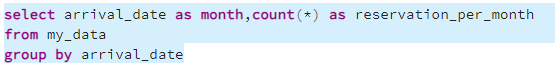 select arrival_date as month,count(*) as reservation_per_month
from my_data
group by arrival_date